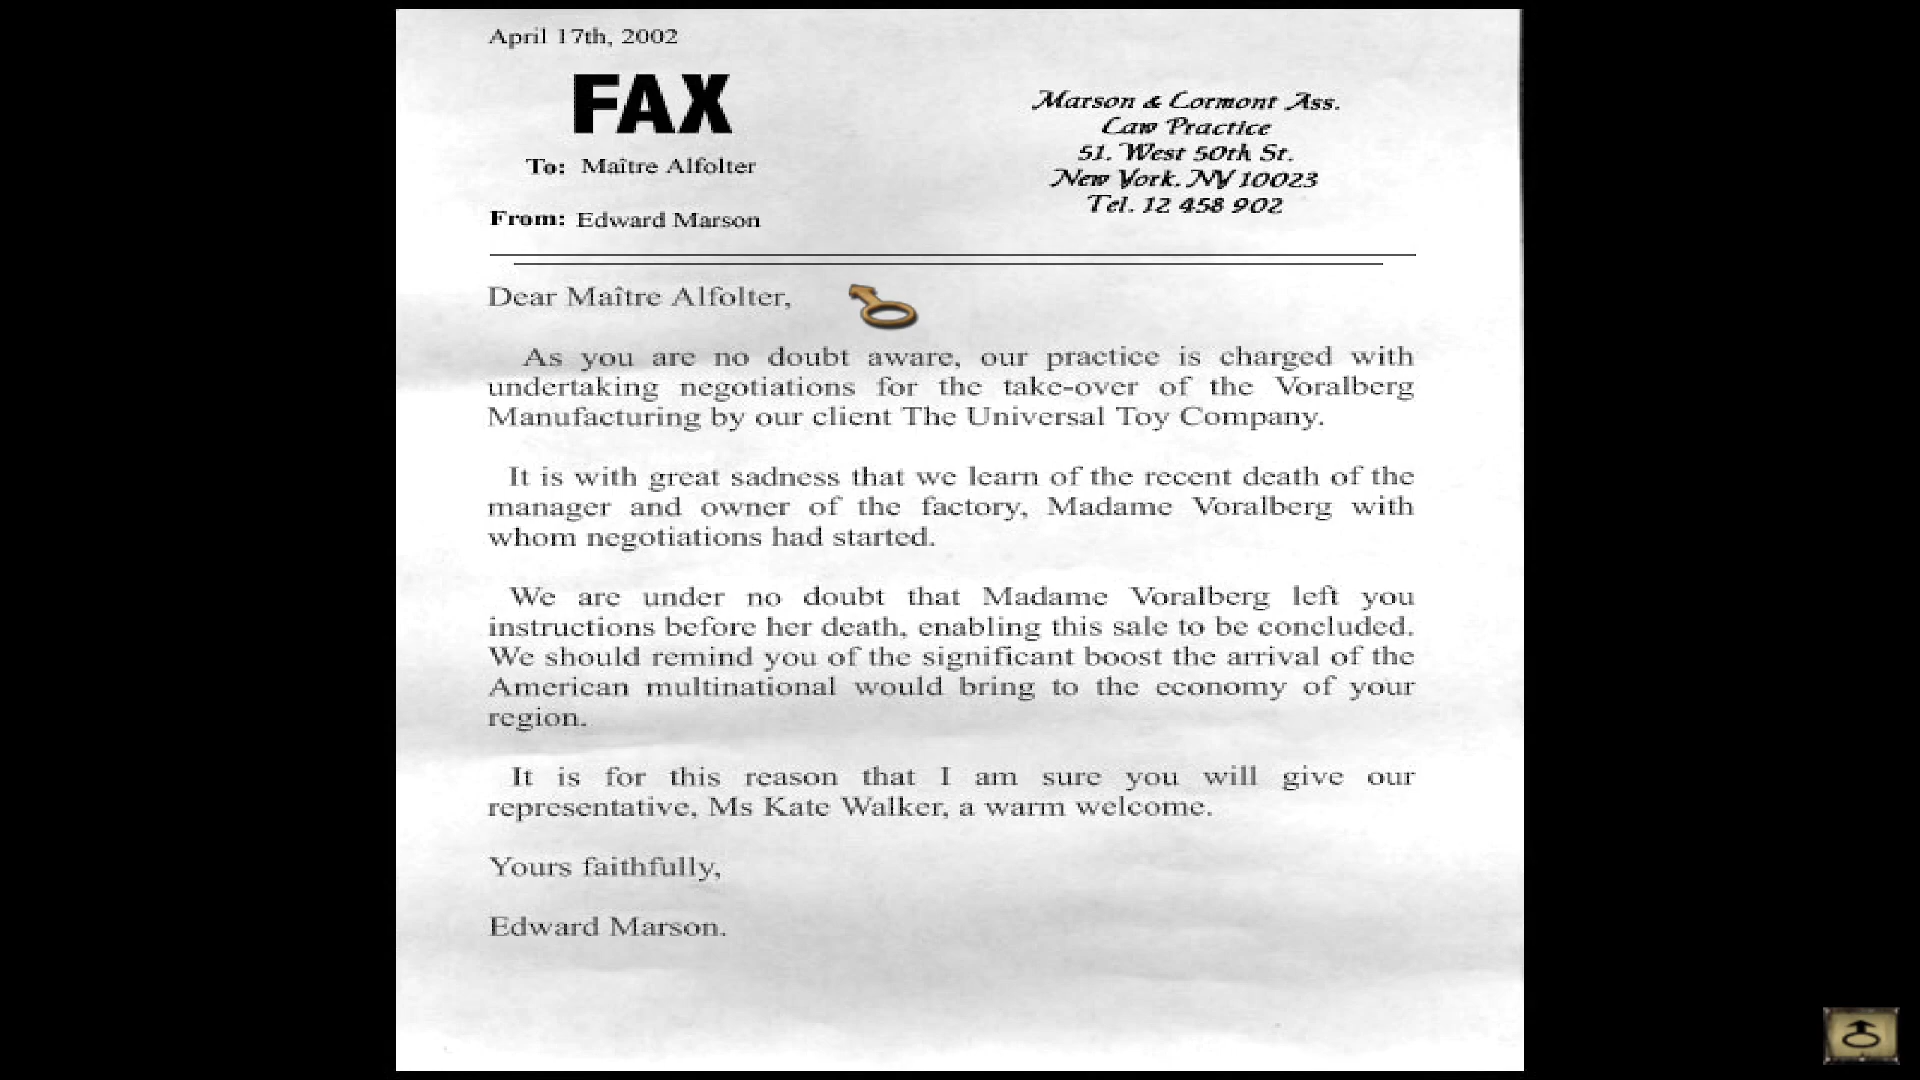 April 17th, 2002
FAX
To: Maître Alfolter
From: Edward Marson
Marson & Cormont Ass.
Law Practice
51. West 50th St.
New York. NY 10023
Tel. 12 458 902
Dear Maître Alfolter,
As you are no doubt aware, our practice is charged with
undertaking negotiations for the take-over of the Voralberg
Manufacturing by our client The Universal Toy Company.
It is with great sadness that we learn of the recent death of the
manager and owner of the factory, Madame Voralberg with
whom negotiations had started.
We are under no doubt that Madame Voralberg left you
instructions before her death, enabling this sale to be concluded.
We should remind you of the significant boost the arrival of the
American multinational would bring to the economy of your
region.
It is for this reason that I am sure you will give our
representative, Ms Kate Walker, a warm welcome.
Yours faithfully,
Edward Marson.